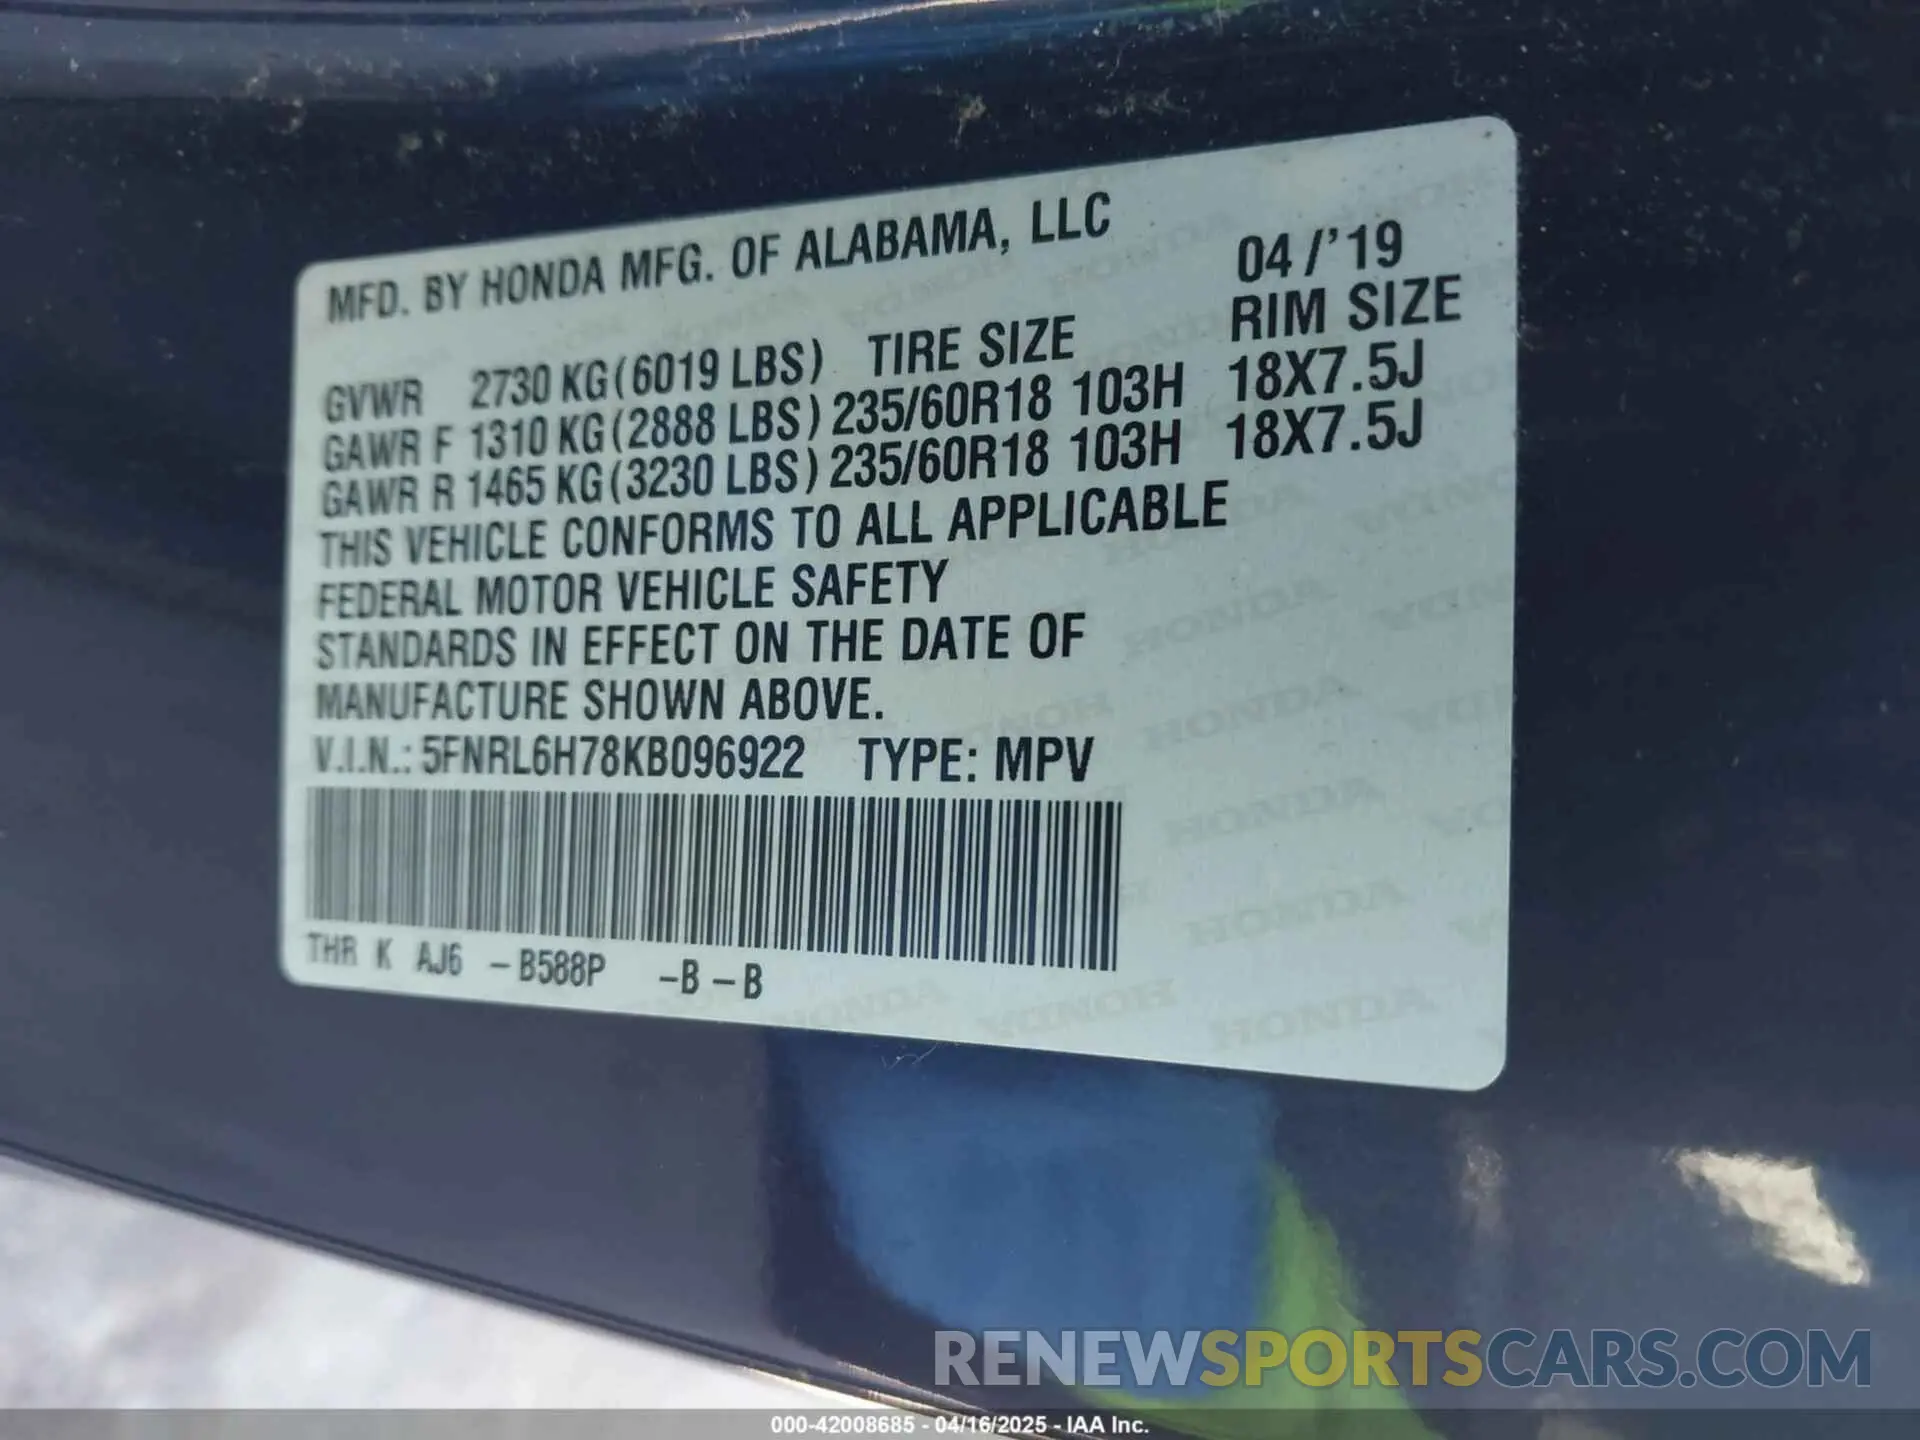 MFD. BY HONDA MFG. OF ALABAMA, LLC 04/'19
GVWR 2730 KG(6019 LBS) TIRE SIZE RIM SIZE
GAWR F 1310 KG(2888 LBS) 235/60R18 103H 18X7.5J
GAWR R 1465 KG(3230 LBS) 235/60R18 103H 18X7.5J
THIS VEHICLE CONFORMS TO ALL APPLICABLE
FEDERAL MOTOR VEHICLE SAFETY
STANDARDS IN EFFECT ON THE DATE OF
MANUFACTURE SHOWN ABOVE.
V.I.N.: 5FNRL6H78KB096922 TYPE: MPV
THR K AJ6 -B588P -B-B
RENEWSPORTSCARS.COM
000-42008685 - 04/16/2025 - IAA Inc.